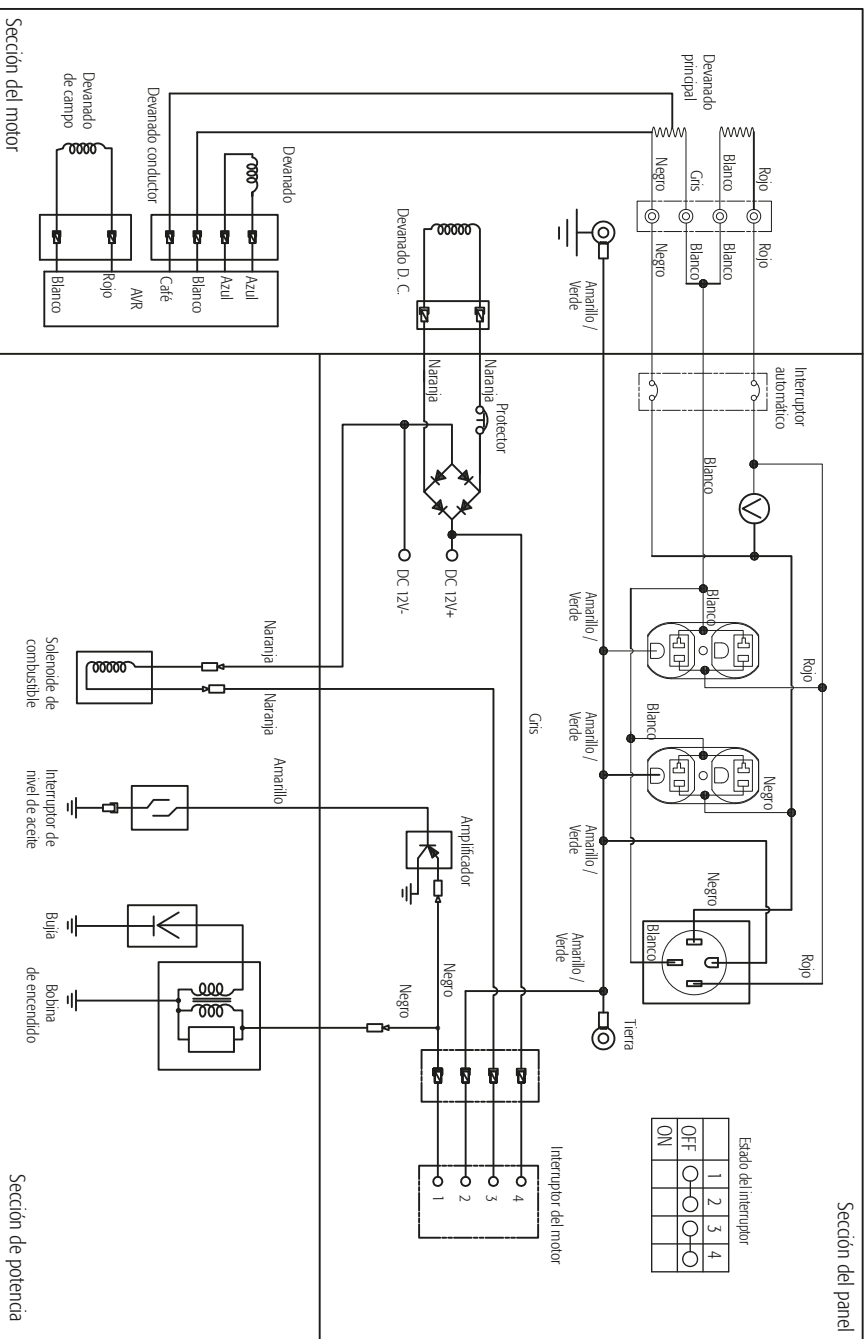 Sección del panel
Estado del interruptor
1 2 3 4
OFF
ON
Devanado
principal
Rojo
Blanco
Gris
Negro
Rojo
Blanco
Blanco
Negro
Interruptor
automático
Blanco
V
Blanco
Rojo
Blanco
Negro
Negro
Blanco
Rojo
Amarillo /
Verde
Amarillo /
Verde
Amarillo /
Verde
Amarillo /
Verde
Amarillo /
Verde
Tierra
Devanado D. C.
Naranja
Naranja
Protector
DC 12V+
DC 12V-
Gris
Interruptor del motor
4
3
2
1
Amplificador
Negro
Negro
Devanado
Devanado conductor
Azul
Azul
Blanco
Café
AVR
Rojo
Blanco
Devanado
de campo
Naranja
Naranja
Amarillo
Solenoide de
combustible
Interruptor de
nivel de aceite
Bujia
Bobina
de encendido
Sección del motor
Sección de potencia